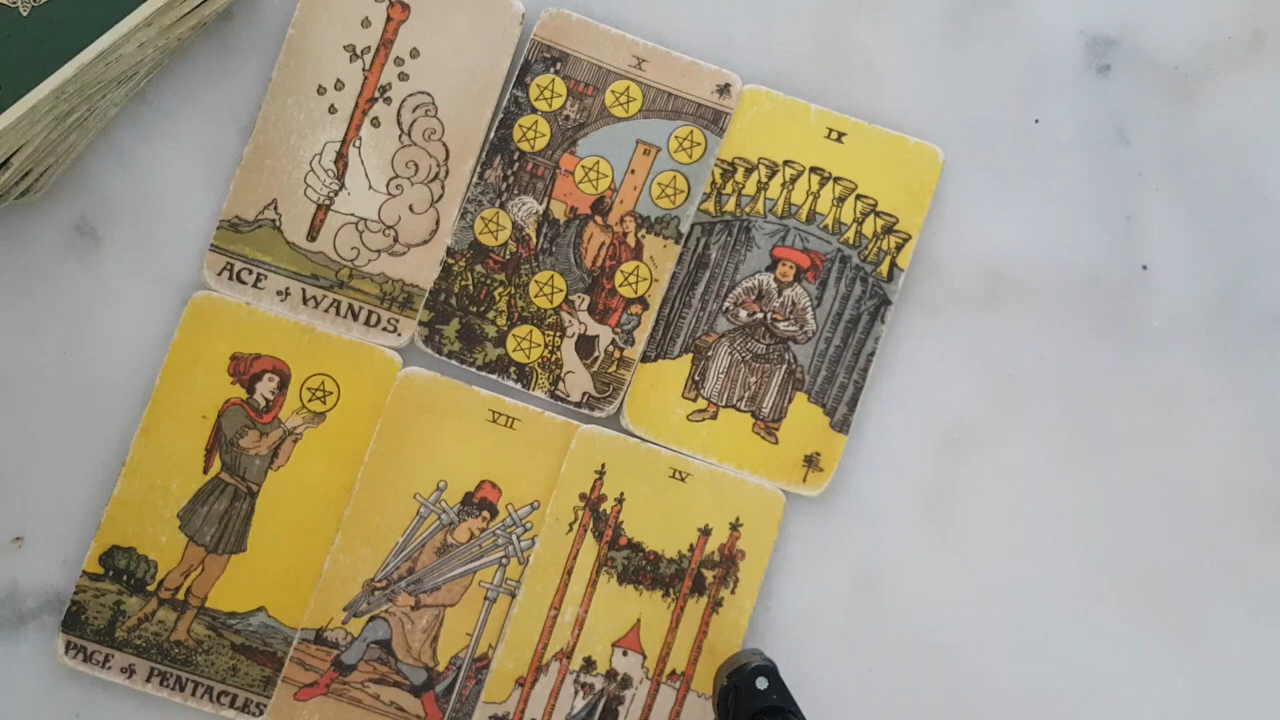 X
IX
ACE of WANDS.
VII
IV
PAGE of PENTACLES